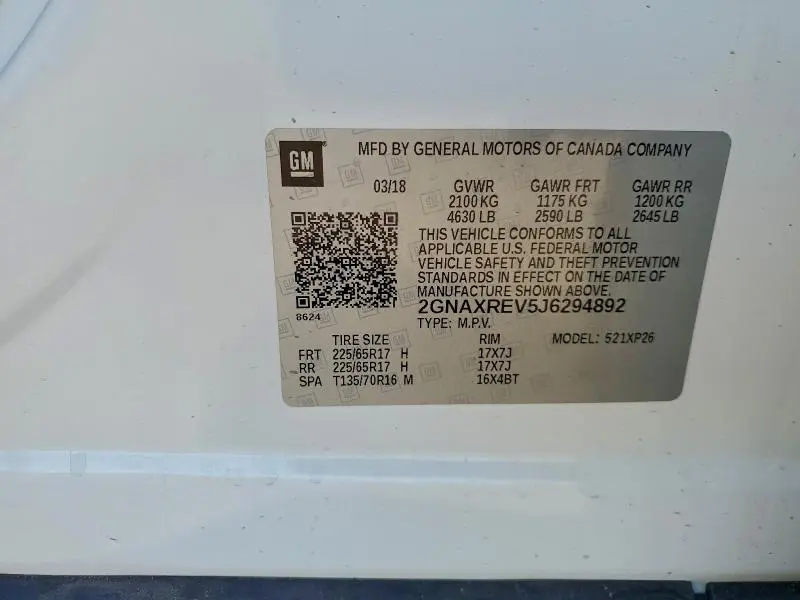 GM
MFD BY GENERAL MOTORS OF CANADA COMPANY
03/18 GVWR GAWR FRT GAWR RR
2100 KG 1175 KG 1200 KG
4630 LB 2590 LB 2645 LB
THIS VEHICLE CONFORMS TO ALL
APPLICABLE U.S. FEDERAL MOTOR
VEHICLE SAFETY AND THEFT PREVENTION
STANDARDS IN EFFECT ON THE DATE OF
MANUFACTURE SHOWN ABOVE.
2GNAXREV5J6294892
8624
TYPE: M.P.V.
TIRE SIZE RIM MODEL: 521XP26
FRT 225/65R17 H 17X7J
RR 225/65R17 H 17X7J
SPA T135/70R16 M 16X4BT